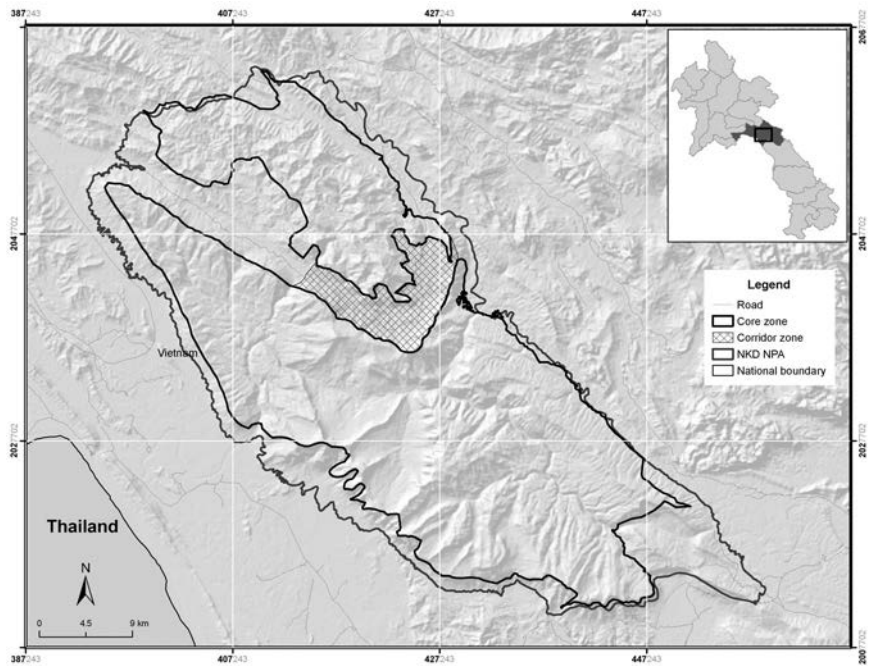 387243
407243
427243
447243
2067702
2067702
2047702
2047702
Legend
Road
Core zone
Corridor zone
NKD NPA
National boundary
Vietnam
2027702
2027702
Thailand
N
0 4.5 9 km
2007702
2007702
387243
407243
427243
447243